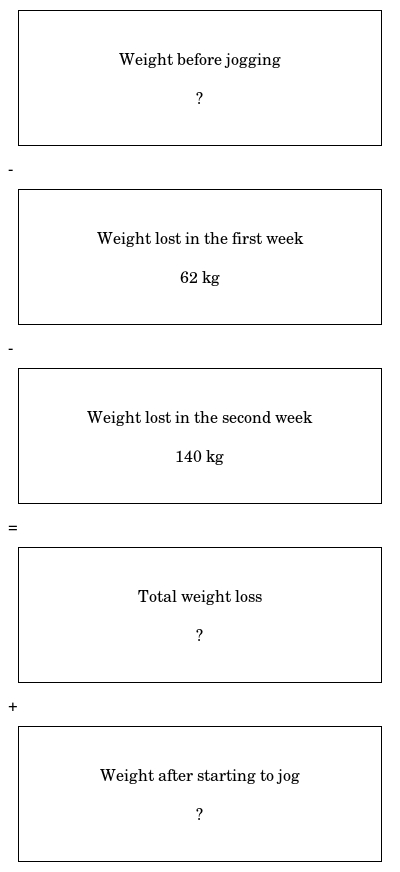 Weight before jogging
?
-
Weight lost in the first week
62 kg
-
Weight lost in the second week
140 kg
=
Total weight loss
?
+
Weight after starting to jog
?